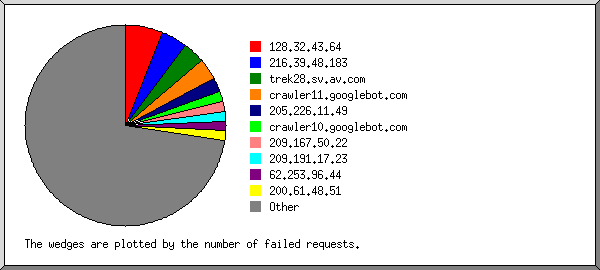 128.32.43.64
216.39.48.183
trek28.sv.av.com
crawler11.googlebot.com
205.226.11.49
crawler10.googlebot.com
209.167.50.22
209.191.17.23
62.253.96.44
200.61.48.51
Other
The wedges are plotted by the number of failed requests.